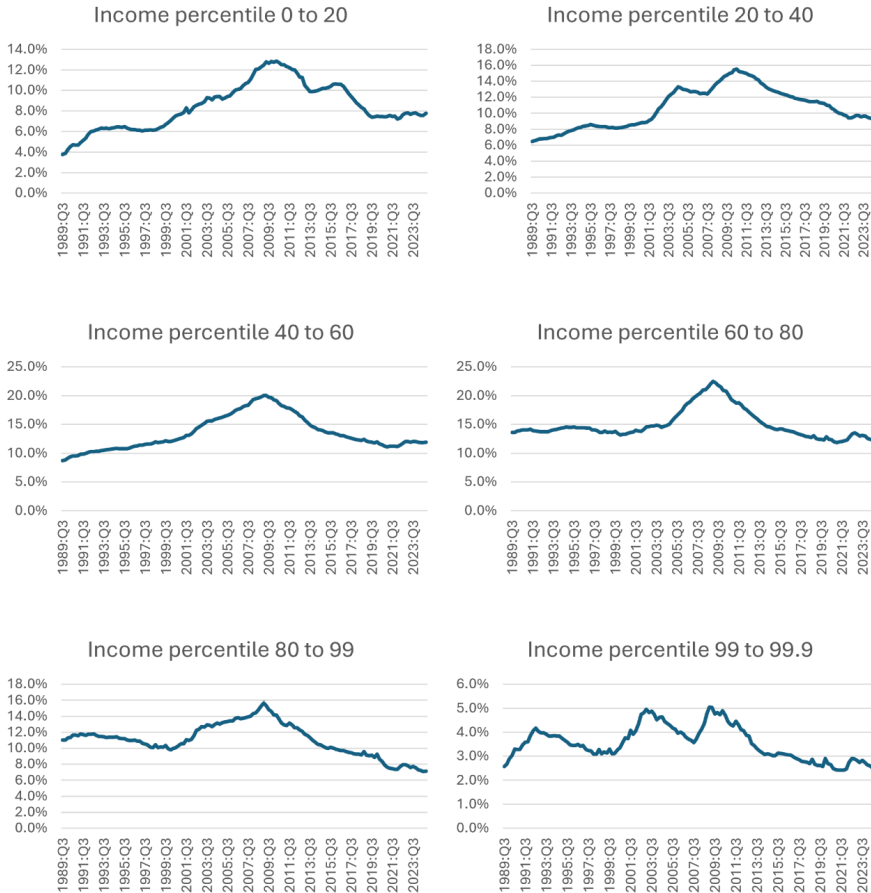 Income percentile 0 to 20
14.0%
12.0%
10.0%
8.0%
6.0%
4.0%
2.0%
0.0%
1989:Q3
1991:Q3
1993:Q3
1995:Q3
1997:Q3
1999:Q3
2001:Q3
2003:Q3
2005:Q3
2007:Q3
2009:Q3
2011:Q3
2013:Q3
2015:Q3
2017:Q3
2019:Q3
2021:Q3
2023:Q3
Income percentile 20 to 40
18.0%
16.0%
14.0%
12.0%
10.0%
8.0%
6.0%
4.0%
2.0%
0.0%
1989:Q3
1991:Q3
1993:Q3
1995:Q3
1997:Q3
1999:Q3
2001:Q3
2003:Q3
2005:Q3
2007:Q3
2009:Q3
2011:Q3
2013:Q3
2015:Q3
2017:Q3
2019:Q3
2021:Q3
2023:Q3
Income percentile 40 to 60
25.0%
20.0%
15.0%
10.0%
5.0%
0.0%
1989:Q3
1991:Q3
1993:Q3
1995:Q3
1997:Q3
1999:Q3
2001:Q3
2003:Q3
2005:Q3
2007:Q3
2009:Q3
2011:Q3
2013:Q3
2015:Q3
2017:Q3
2019:Q3
2021:Q3
2023:Q3
Income percentile 60 to 80
25.0%
20.0%
15.0%
10.0%
5.0%
0.0%
1989:Q3
1991:Q3
1993:Q3
1995:Q3
1997:Q3
1999:Q3
2001:Q3
2003:Q3
2005:Q3
2007:Q3
2009:Q3
2011:Q3
2013:Q3
2015:Q3
2017:Q3
2019:Q3
2021:Q3
2023:Q3
Income percentile 80 to 99
18.0%
16.0%
14.0%
12.0%
10.0%
8.0%
6.0%
4.0%
2.0%
0.0%
1989:Q3
1991:Q3
1993:Q3
1995:Q3
1997:Q3
1999:Q3
2001:Q3
2003:Q3
2005:Q3
2007:Q3
2009:Q3
2011:Q3
2013:Q3
2015:Q3
2017:Q3
2019:Q3
2021:Q3
2023:Q3
Income percentile 99 to 99.9
6.0%
5.0%
4.0%
3.0%
2.0%
1.0%
0.0%
1989:Q3
1991:Q3
1993:Q3
1995:Q3
1997:Q3
1999:Q3
2001:Q3
2003:Q3
2005:Q3
2007:Q3
2009:Q3
2011:Q3
2013:Q3
2015:Q3
2017:Q3
2019:Q3
2021:Q3
2023:Q3